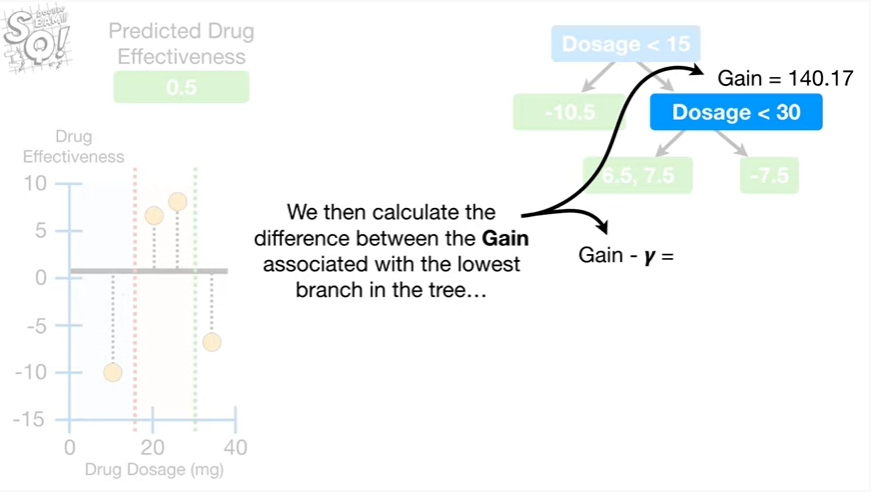 SQ!
Predicted Drug
Effectiveness
0.5
Dosage < 15
Gain = 140.17
-10.5
Dosage < 30
6.5, 7.5
-7.5
Drug
Effectiveness
10
5
0
-5
-10
-15
0
20
40
Drug Dosage (mg)
We then calculate the
difference between the Gain
associated with the lowest
branch in the tree…
Gain - γ =